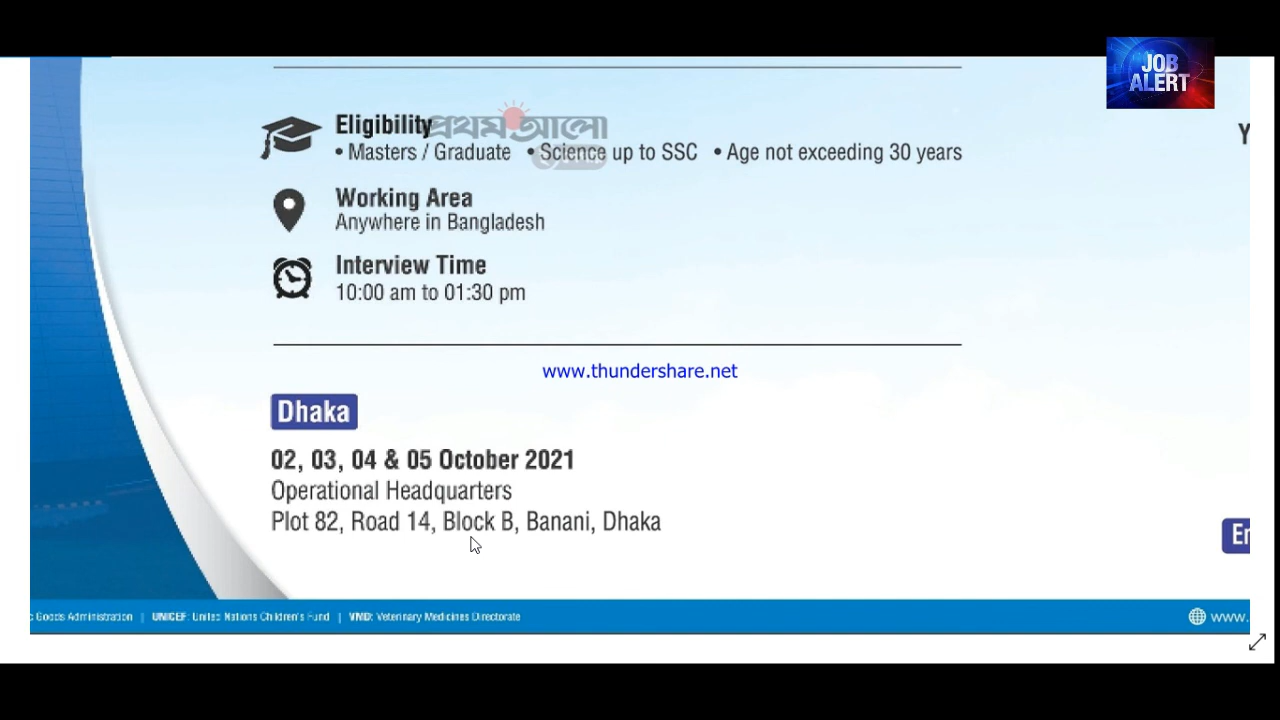 JOB
ALERT
Eligibility
প্রথম আলো
• Masters / Graduate • Science up to SSC • Age not exceeding 30 years
Y
Working Area
Anywhere in Bangladesh
Interview Time
10:00 am to 01:30 pm
www.thundershare.net
Dhaka
02, 03, 04 & 05 October 2021
Operational Headquarters
Plot 82, Road 14, Block B, Banani, Dhaka
Er
c Goods Administration | UNICEF: United Nations Children's Fund | VMD: Veterinary Medicines Directorate
www.